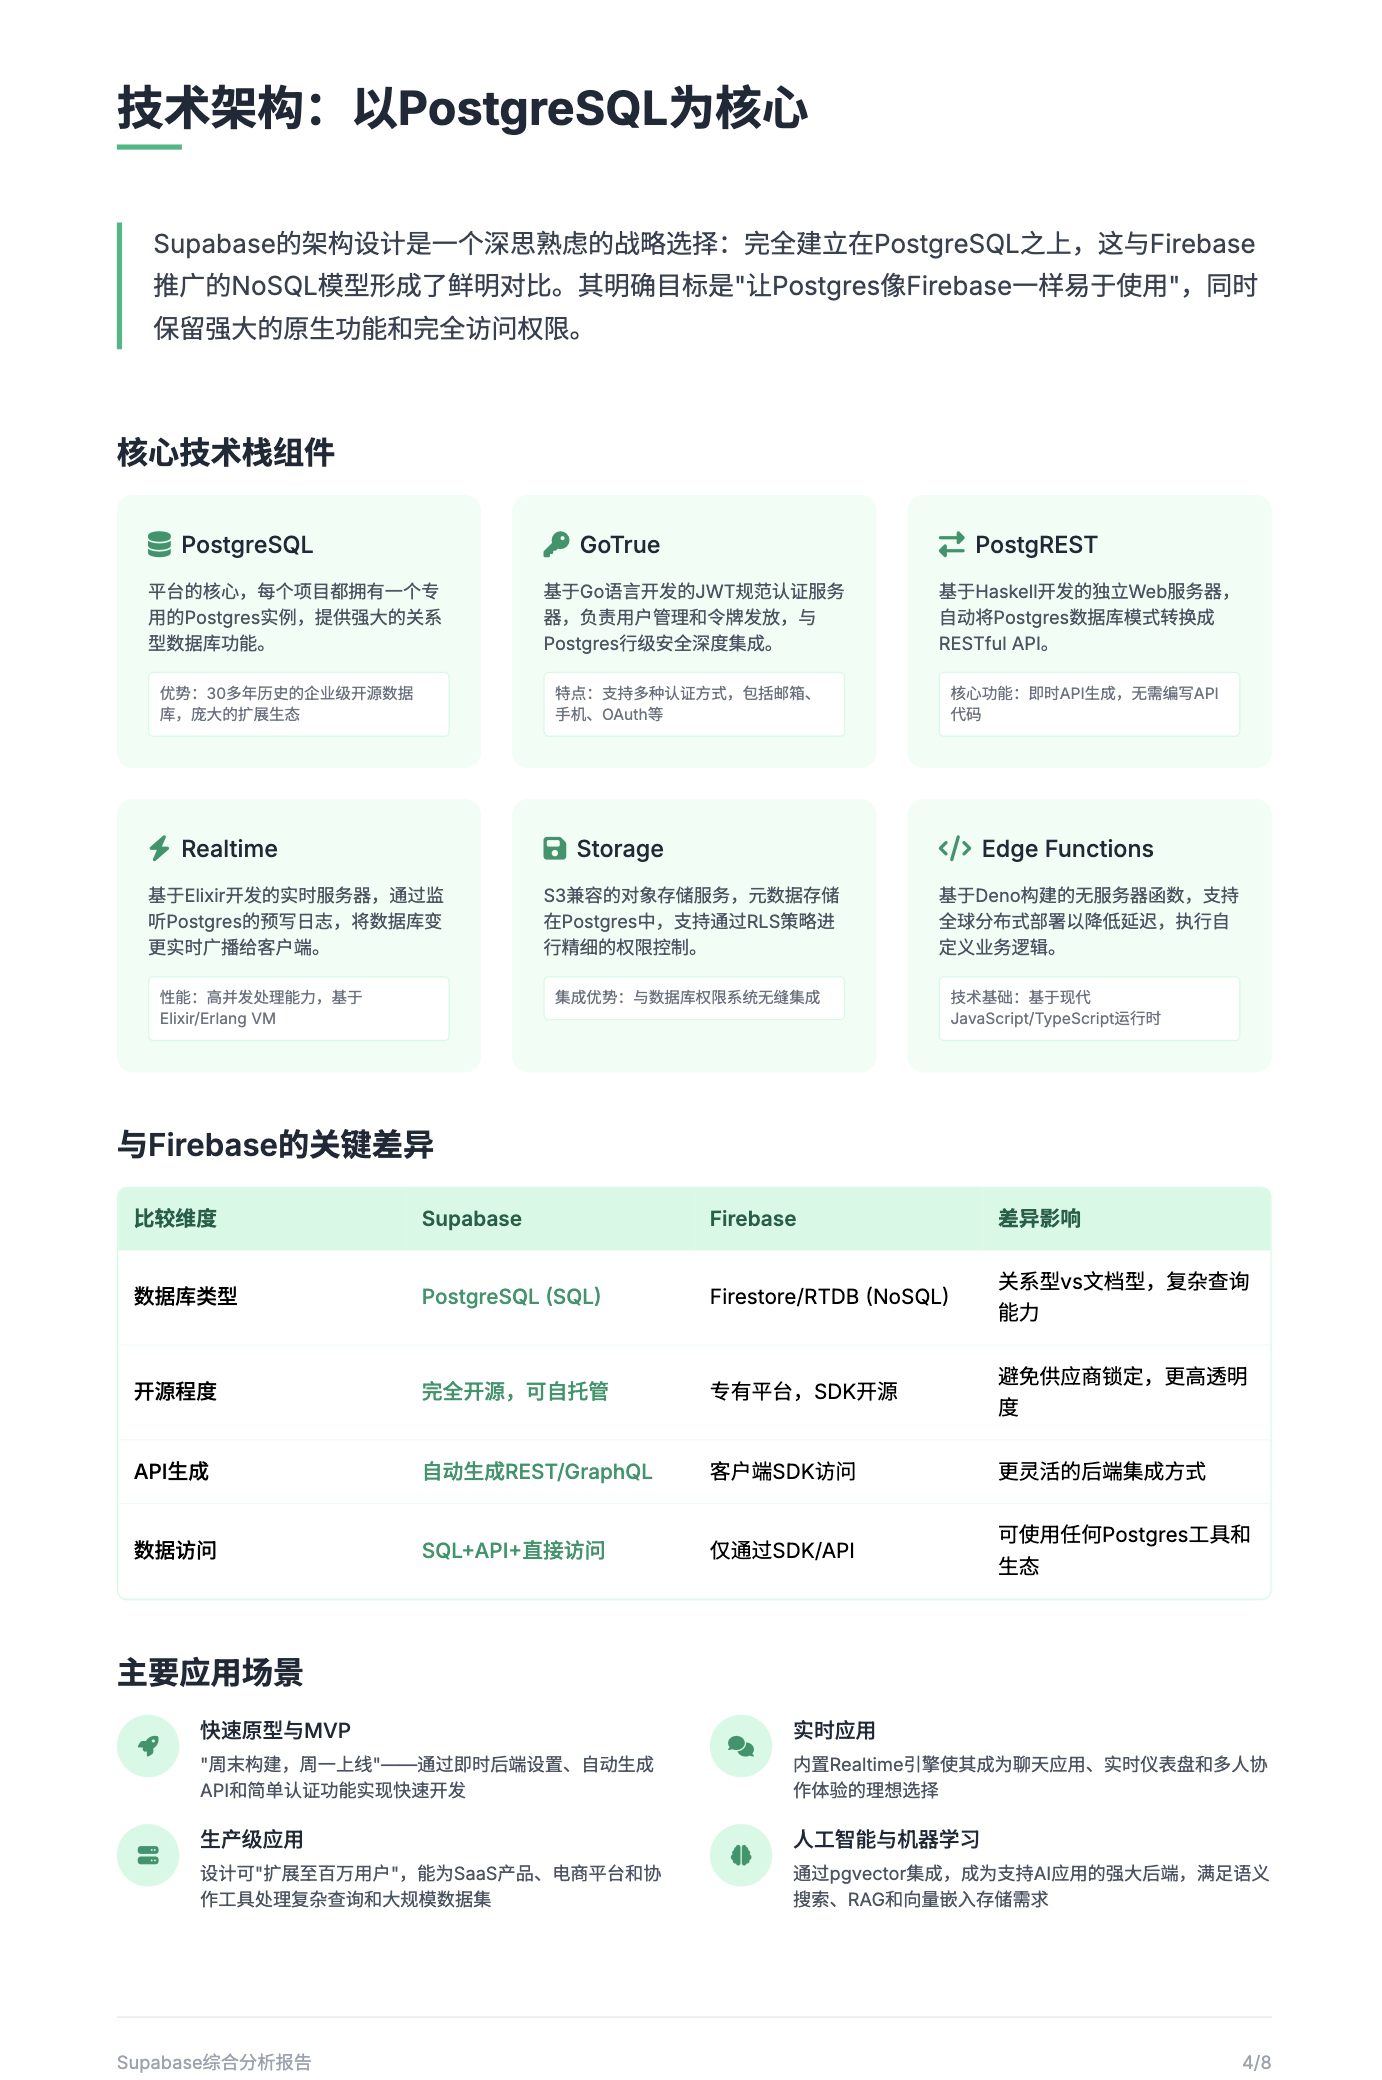 技术架构：以PostgreSQL为核心
Supabase的架构设计是一个深思熟虑的战略选择：完全建立在PostgreSQL之上，这与Firebase
推广的NoSQL模型形成了鲜明对比。其明确目标是"让Postgres像Firebase一样易于使用"，同时
保留强大的原生功能和完全访问权限。
核心技术栈组件
PostgreSQL
平台的核心，每个项目都拥有一个专
用的Postgres实例，提供强大的关系
型数据库功能。
优势：30多年历史的企业级开源数据
库，庞大的扩展生态
GoTrue
基于Go语言开发的JWT规范认证服务
器，负责用户管理和令牌发放，与
Postgres行级安全深度集成。
特点：支持多种认证方式，包括邮箱、
手机、OAuth等
PostgREST
基于Haskell开发的独立Web服务器，
自动将Postgres数据库模式转换成
RESTful API。
核心功能：即时API生成，无需编写API
代码
Realtime
基于Elixir开发的实时服务器，通过监
听Postgres的预写日志，将数据库变
更实时广播给客户端。
性能：高并发处理能力，基于
Elixir/Erlang VM
Storage
S3兼容的对象存储服务，元数据存储
在Postgres中，支持通过RLS策略进
行精细的权限控制。
集成优势：与数据库权限系统无缝集成
Edge Functions
基于Deno构建的无服务器函数，支持
全球分布式部署以降低延迟，执行自
定义业务逻辑。
技术基础：基于现代
JavaScript/TypeScript运行时
与Firebase的关键差异
比较维度 Supabase Firebase 差异影响
数据库类型 PostgreSQL (SQL) Firestore/RTDB (NoSQL) 关系型vs文档型，复杂查询
能力
开源程度 完全开源，可自托管 专有平台，SDK开源 避免供应商锁定，更高透明
度
API生成 自动生成REST/GraphQL 客户端SDK访问 更灵活的后端集成方式
数据访问 SQL+API+直接访问 仅通过SDK/API 可使用任何Postgres工具和
生态
主要应用场景
快速原型与MVP
"周末构建，周一上线"——通过即时后端设置、自动生成
API和简单认证功能实现快速开发
实时应用
内置Realtime引擎使其成为聊天应用、实时仪表盘和多人协
作体验的理想选择
生产级应用
设计可"扩展至百万用户"，能为SaaS产品、电商平台和协
作工具处理复杂查询和大规模数据集
人工智能与机器学习
通过pgvector集成，成为支持AI应用的强大后端，满足语义
搜索、RAG和向量嵌入存储需求
Supabase综合分析报告 4/8